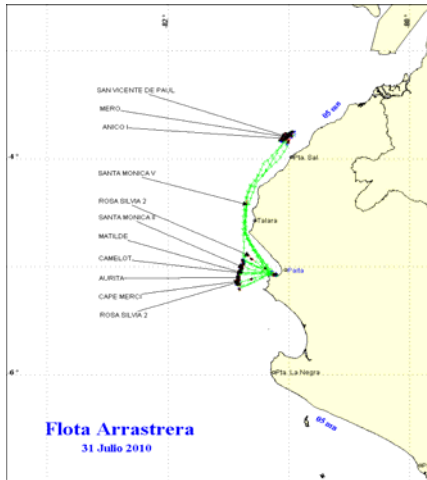 82
80
SAN VICENTE DE PAUL
MERO
ANICO I
05 mn
4
Pta. Sal
SANTA MONICA V
ROSA SILVIA 2
SANTA MONICA II
Talara
MATILDE
CAMELOT
Paita
AURITA
CAPE MERCI
ROSA SILVIA 2
6
Pta. La Negra
Flota Arrastrera
31 Julio 2010
05 mn